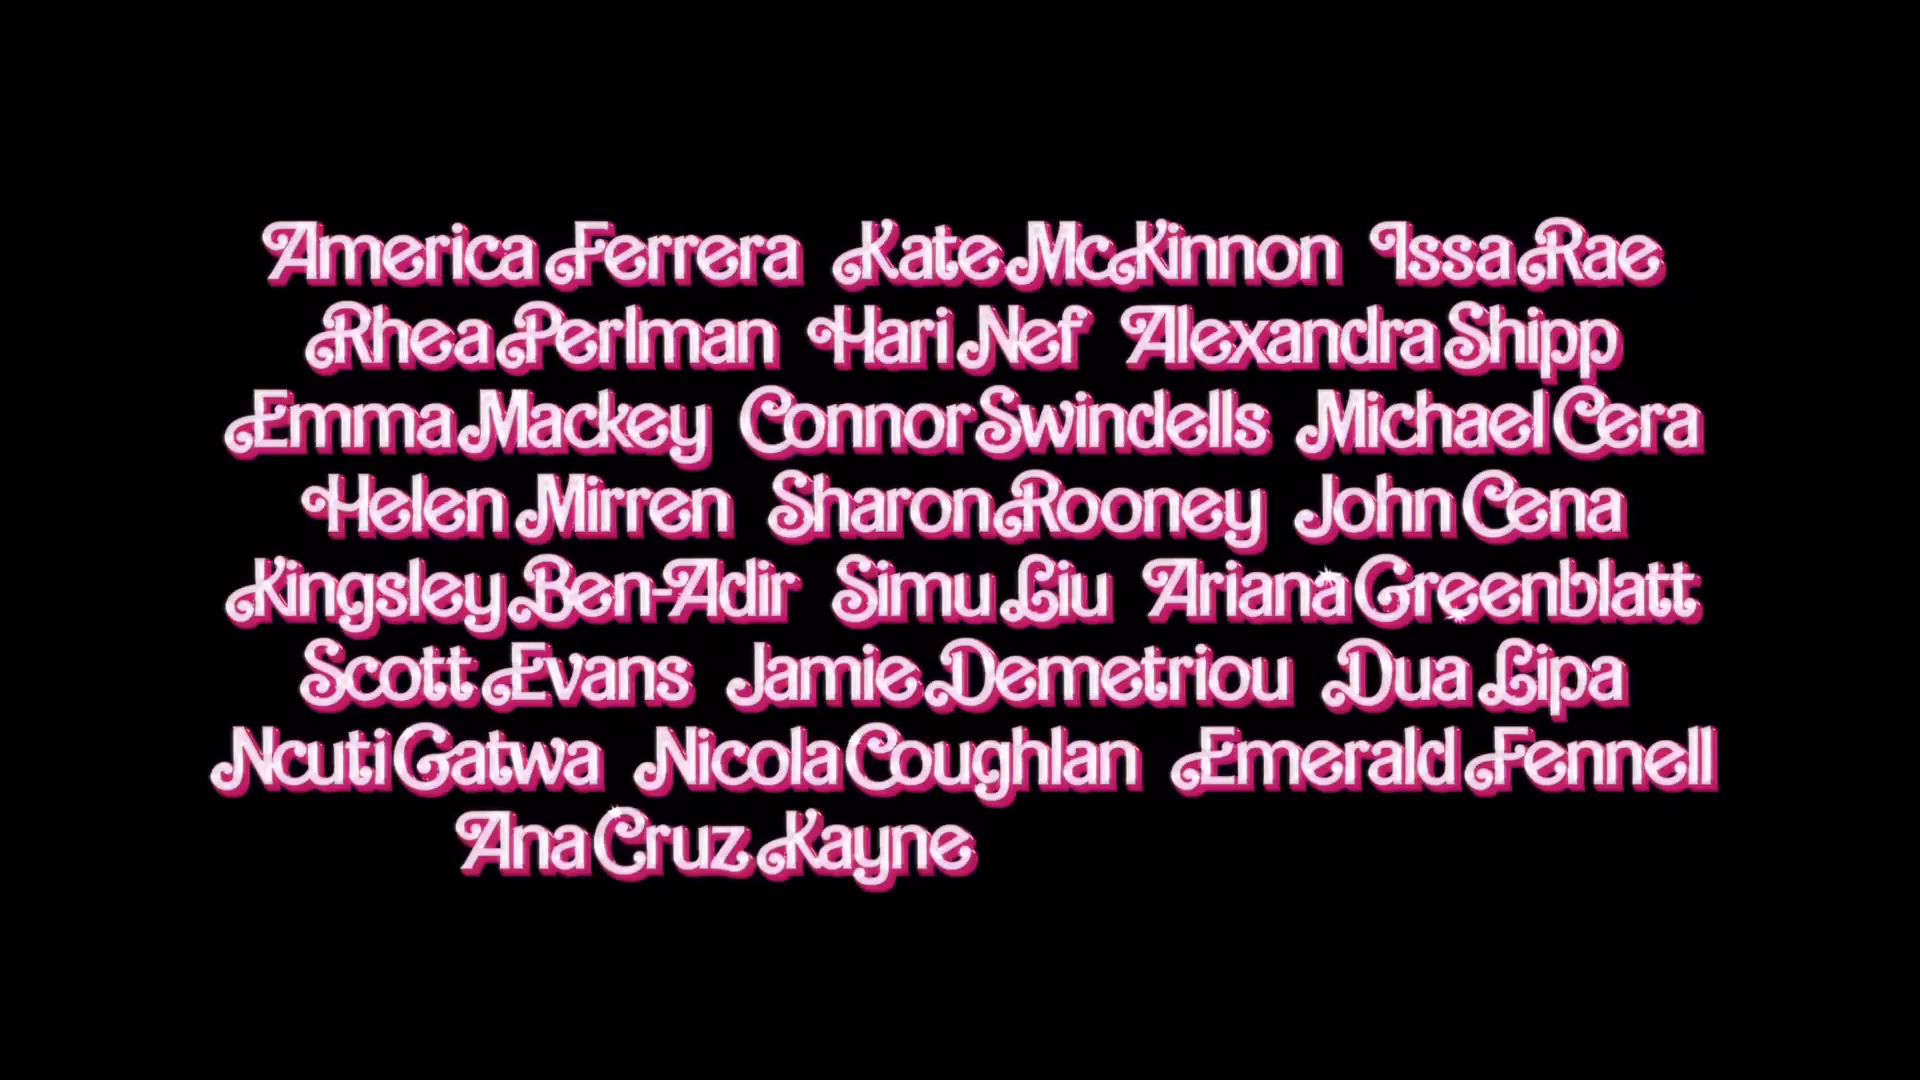 America Ferrera Kate McKinnon Issa Rae
Rhea Perlman Hari Nef Alexandra Shipp
Emma Mackey Connor Swindells Michael Cera
Helen Mirren Sharon Rooney John Cena
Kingsley Ben-Adir Simu Liu Ariana Greenblatt
Scott Evans Jamie Demetriou Dua Lipa
Ncuti Gatwa Nicola Coughlan Emerald Fennell
Ana Cruz Kayne